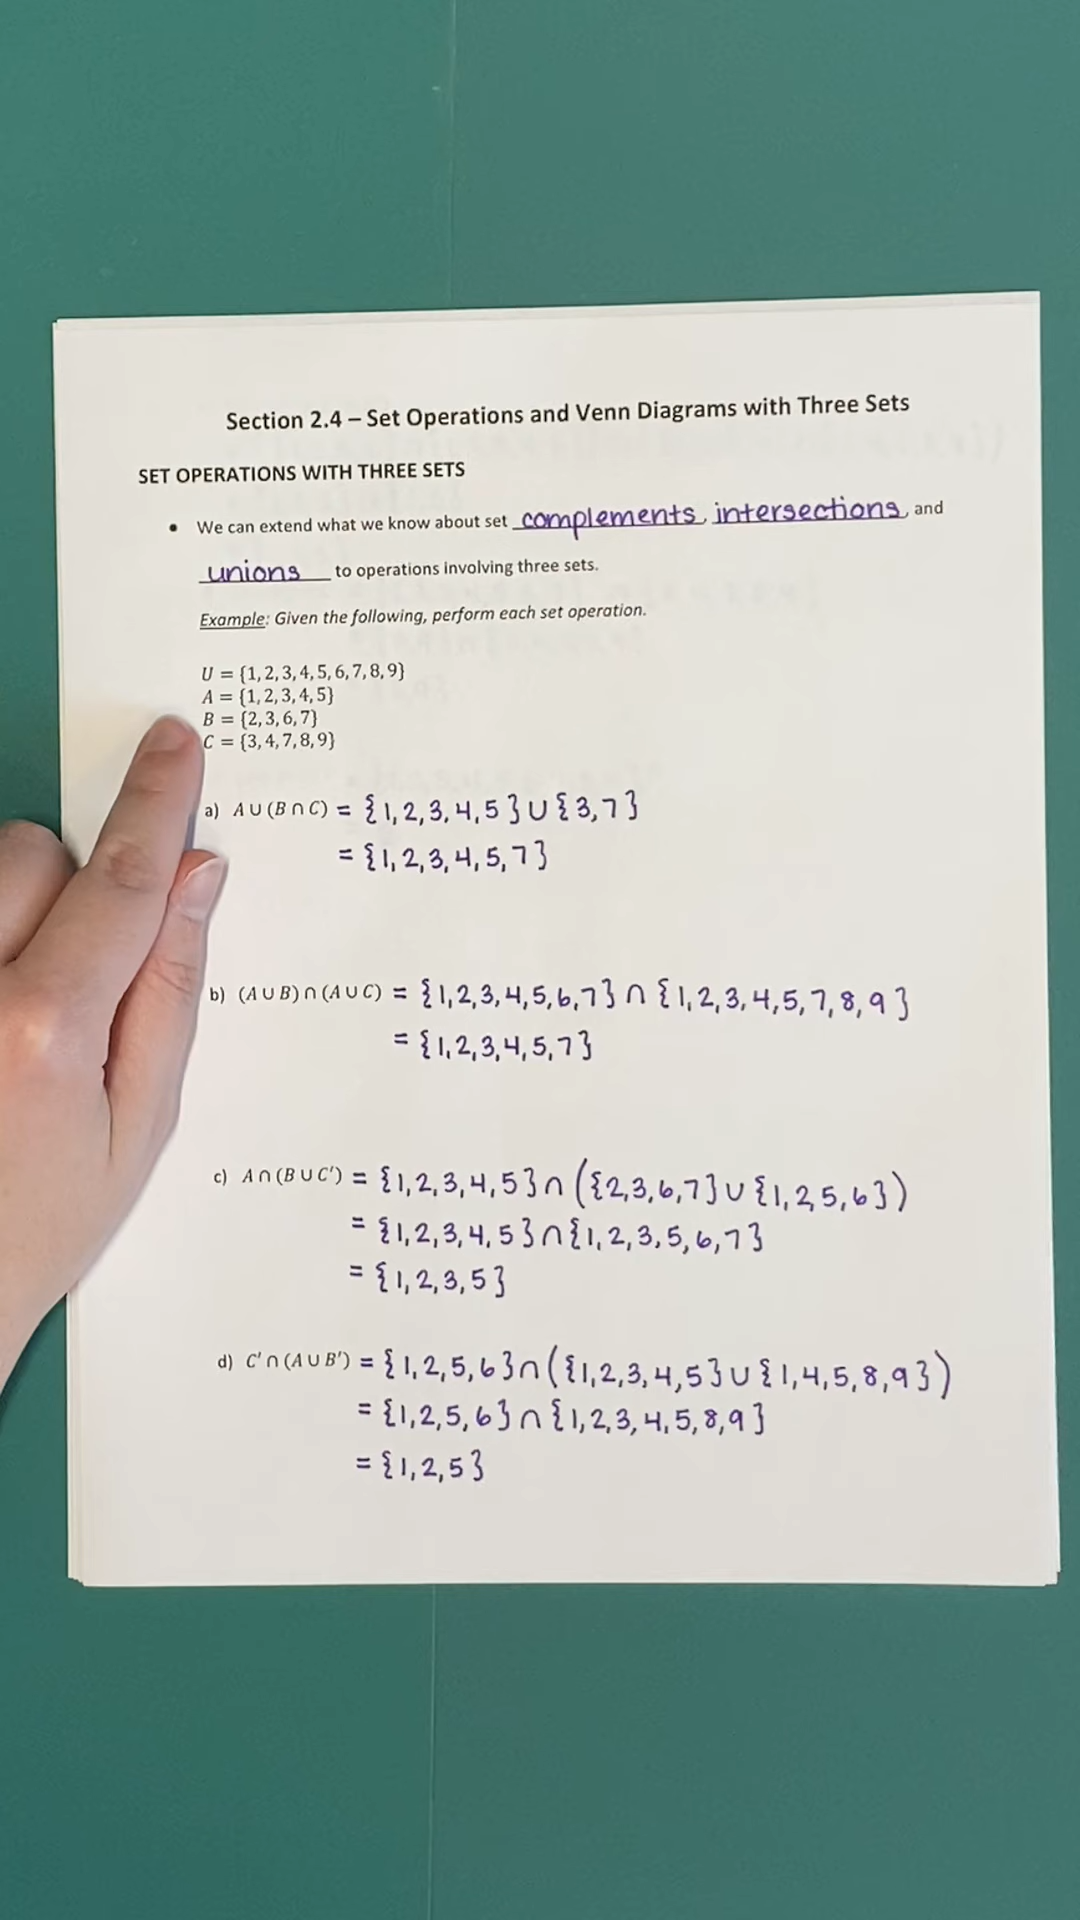 Section 2.4 – Set Operations and Venn Diagrams with Three Sets
SET OPERATIONS WITH THREE SETS
• We can extend what we know about set complements, intersections, and
unions to operations involving three sets.
Example: Given the following, perform each set operation.
U = {1, 2, 3, 4, 5, 6, 7, 8, 9}
A = {1, 2, 3, 4, 5}
B = {2, 3, 6, 7}
C = {3, 4, 7, 8, 9}
a) A ∪ (B ∩ C) = {1, 2, 3, 4, 5} ∪ {3, 7}
= {1, 2, 3, 4, 5, 7}
b) (A ∪ B) ∩ (A ∪ C) = {1, 2, 3, 4, 5, 6, 7} ∩ {1, 2, 3, 4, 5, 7, 8, 9}
= {1, 2, 3, 4, 5, 7}
c) A ∩ (B ∪ C′) = {1, 2, 3, 4, 5} ∩ ({2, 3, 6, 7} ∪ {1, 2, 5, 6})
= {1, 2, 3, 4, 5} ∩ {1, 2, 3, 5, 6, 7}
= {1, 2, 3, 5}
d) C′ ∩ (A ∪ B′) = {1, 2, 5, 6} ∩ ({1, 2, 3, 4, 5} ∪ {1, 4, 5, 8, 9})
= {1, 2, 5, 6} ∩ {1, 2, 3, 4, 5, 8, 9}
= {1, 2, 5}